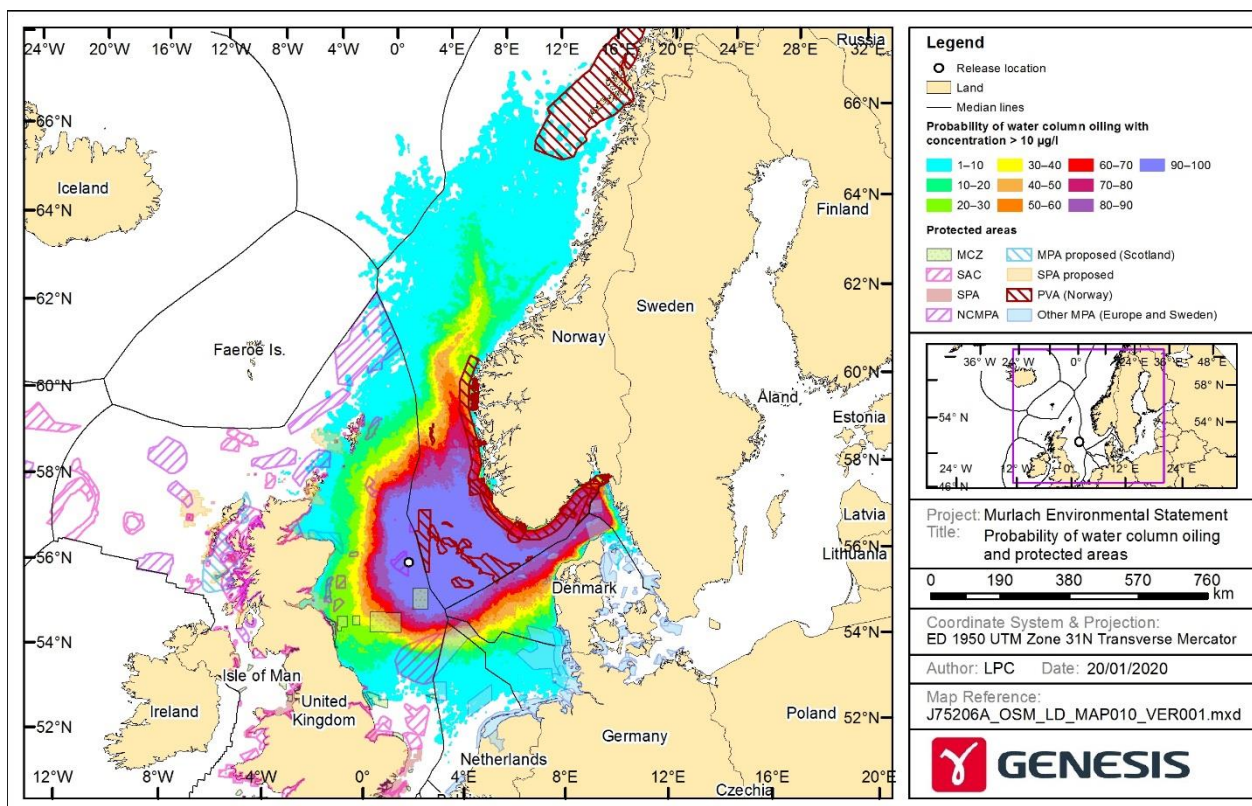 24°W 20°W 16°W 12°W 8°W 4°W 0° 4°E 8°E 12°E 16°E 20°E 24°E 28°E 32°E
Russia
66°N
66°N
Iceland
64°N
64°N
Finland
62°N
62°N
Sweden
Norway
Faeroe Is.
60°N
60°N
Åland
Estonia
58°N
58°N
Latvia
56°N
56°N
Lithuania
Denmark
54°N
54°N
Isle of Man
United
Kingdom
Ireland
52°N
52°N
Poland
Germany
Netherlands
Czechia
12°W 8°W 4°W 0° 4°E 8°E 12°E 16°E 20°E
Legend
Release location
Land
Median lines
Probability of water column oiling with
concentration > 10 µg/l
1–10 30–40 60–70 90–100
10–20 40–50 70–80
20–30 50–60 80–90
Protected areas
MCZ MPA proposed (Scotland)
SAC SPA proposed
SPA PVA (Norway)
NCMPA Other MPA (Europe and Sweden)
36°W 24°W 0° 24°E 36°E 48°E
58°N
54°N
54°N
24°W 12°W 0° 12°E 24°E
46°N
Project: Murlach Environmental Statement
Title: Probability of water column oiling
and protected areas
0 190 380 570 760
km
Coordinate System & Projection:
ED 1950 UTM Zone 31N Transverse Mercator
Author: LPC Date: 20/01/2020
Map Reference:
J75206A_OSM_LD_MAP010_VER001.mxd
GENESIS